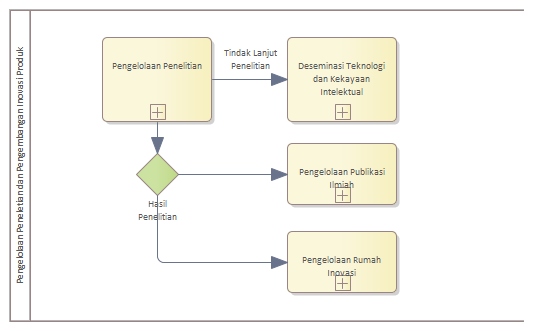 Pengelolaan Peneletian dan Pengembangan Inovasi Produk
Pengelolaan Penelitian
Tindak Lanjut
Penelitian
Deseminasi Teknologi
dan Kekayaan
Intelektual
Pengelolaan Publikasi
Ilmiah
Hasil
Penelitian
Pengelolaan Rumah
Inovasi